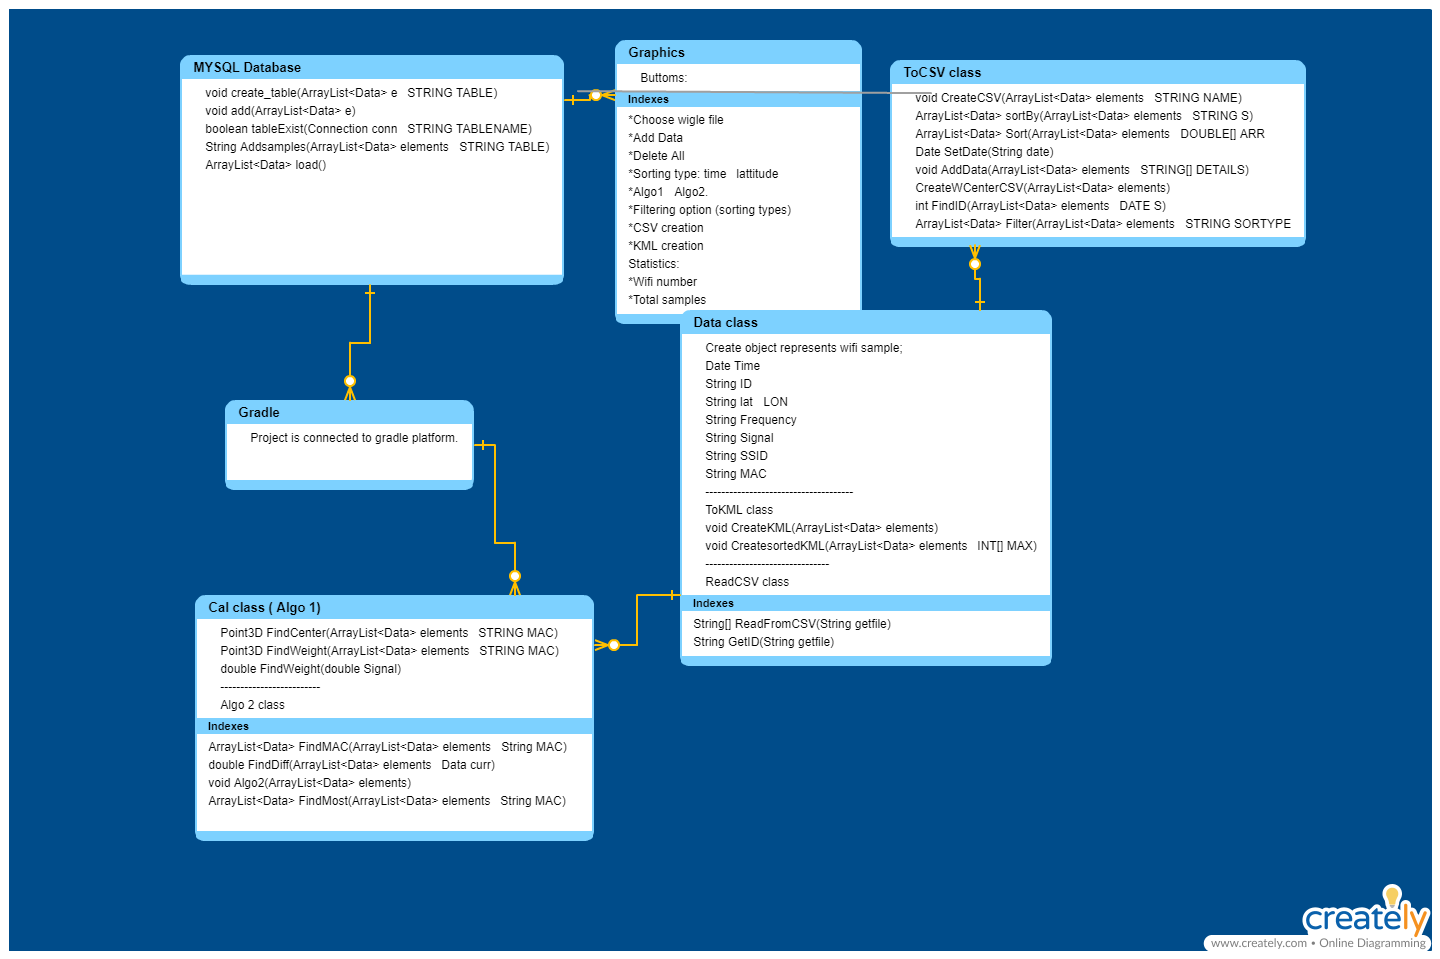 MYSQL Database
void create_table(ArrayList<Data> e   STRING TABLE)
void add(ArrayList<Data> e)
boolean tableExist(Connection conn   STRING TABLENAME)
String Addsamples(ArrayList<Data> elements   STRING TABLE)
ArrayList<Data> load()
Graphics
Buttoms:
Indexes
*Choose wigle file
*Add Data
*Delete All
*Sorting type: time   lattitude
*Algo1   Algo2.
*Filtering option (sorting types)
*CSV creation
*KML creation
Statistics:
*Wifi number
*Total samples
ToCSV class
void CreateCSV(ArrayList<Data> elements   STRING NAME)
ArrayList<Data> sortBy(ArrayList<Data> elements   STRING S)
ArrayList<Data> Sort(ArrayList<Data> elements   DOUBLE[] ARR
Date SetDate(String date)
void AddData(ArrayList<Data> elements   STRING[] DETAILS)
CreateWCenterCSV(ArrayList<Data> elements)
int FindID(ArrayList<Data> elements   DATE S)
ArrayList<Data> Filter(ArrayList<Data> elements   STRING SORTYPE
Data class
Create object represents wifi sample;
Date Time
String ID
String lat   LON
String Frequency
String Signal
String SSID
String MAC
-------------------------------------
ToKML class
void CreateKML(ArrayList<Data> elements)
void CreatesortedKML(ArrayList<Data> elements   INT[] MAX)
-------------------------------
ReadCSV class
Indexes
String[] ReadFromCSV(String getfile)
String GetID(String getfile)
Gradle
Project is connected to gradle platform.
Cal class ( Algo 1)
Point3D FindCenter(ArrayList<Data> elements   STRING MAC)
Point3D FindWeight(ArrayList<Data> elements   STRING MAC)
double FindWeight(double Signal)
-------------------------
Algo 2 class
Indexes
ArrayList<Data> FindMAC(ArrayList<Data> elements   String MAC)
double FindDiff(ArrayList<Data> elements   Data curr)
void Algo2(ArrayList<Data> elements)
ArrayList<Data> FindMost(ArrayList<Data> elements   String MAC)
creately
www.creately.com • Online Diagramming